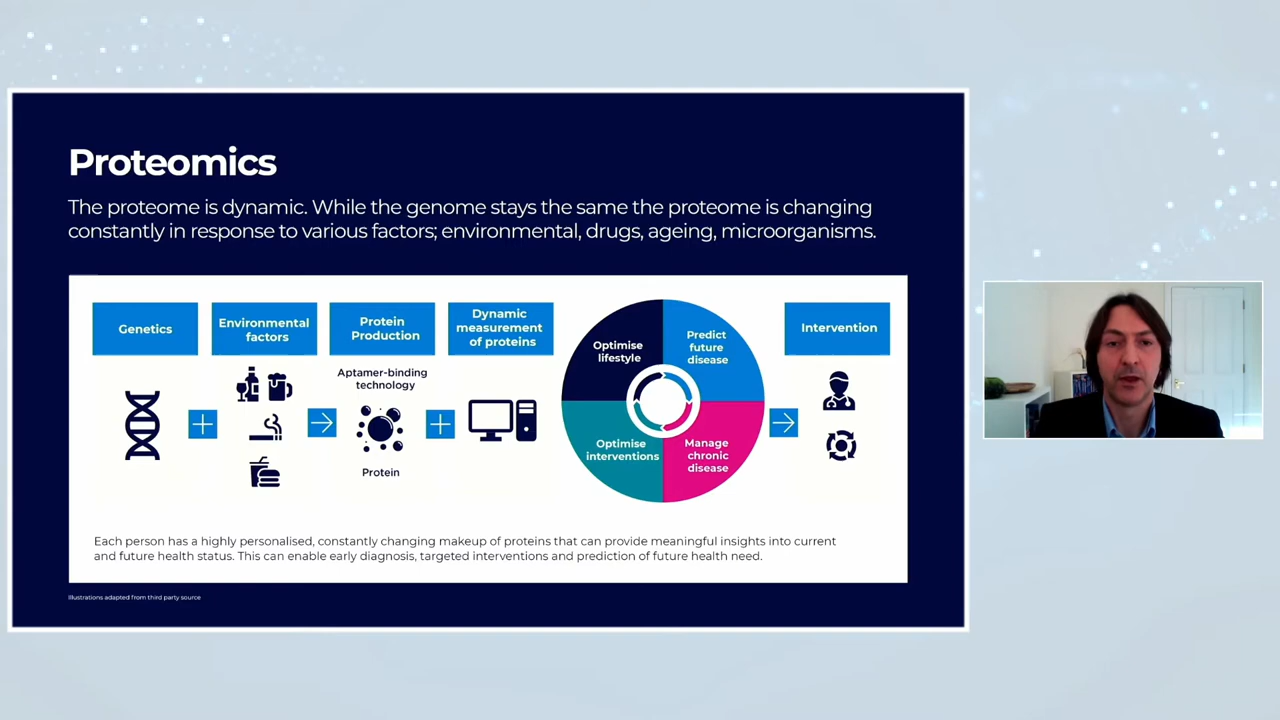 Proteomics
The proteome is dynamic. While the genome stays the same the proteome is changing
constantly in response to various factors; environmental, drugs, ageing, microorganisms.
Genetics
Environmental
factors
Protein
Production
Dynamic
measurement
of proteins
Aptamer-binding
technology
Protein
Optimise
lifestyle
Predict
future
disease
Optimise
interventions
Manage
chronic
disease
Intervention
Each person has a highly personalised, constantly changing makeup of proteins that can provide meaningful insights into current
and future health status. This can enable early diagnosis, targeted interventions and prediction of future health need.
Illustrations adapted from third party source